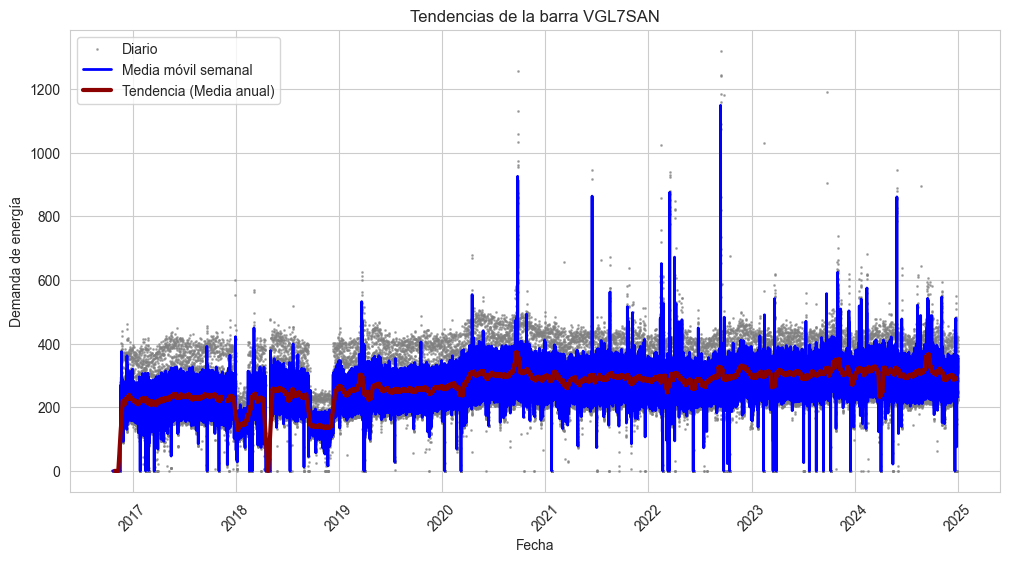 Tendencias de la barra VGL7SAN
Diario
Media móvil semanal
Tendencia (Media anual)
Demanda de energía
1200
1000
800
600
400
200
0
2017
2018
2019
2020
2021
2022
2023
2024
2025
Fecha